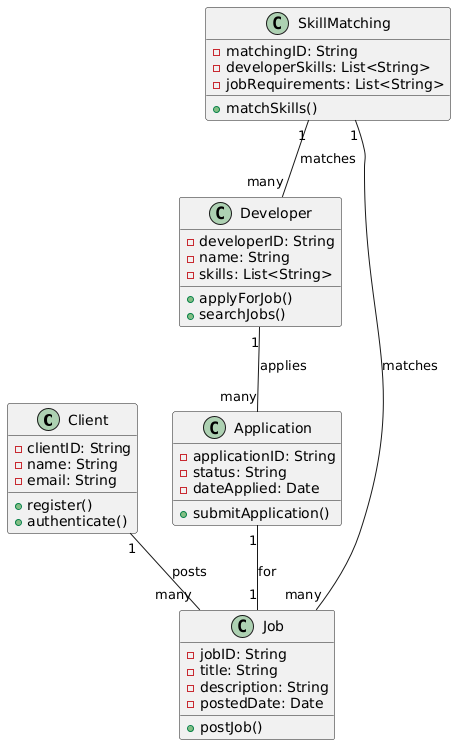 C SkillMatching
matchingID: String
developerSkills: List<String>
jobRequirements: List<String>
matchSkills()
1
1
matches
many
C Developer
developerID: String
name: String
skills: List<String>
applyForJob()
searchJobs()
1
applies
matches
many
C Client
clientID: String
name: String
email: String
register()
authenticate()
C Application
applicationID: String
status: String
dateApplied: Date
submitApplication()
1
1
posts
for
many
1
many
C Job
jobID: String
title: String
description: String
postedDate: Date
postJob()